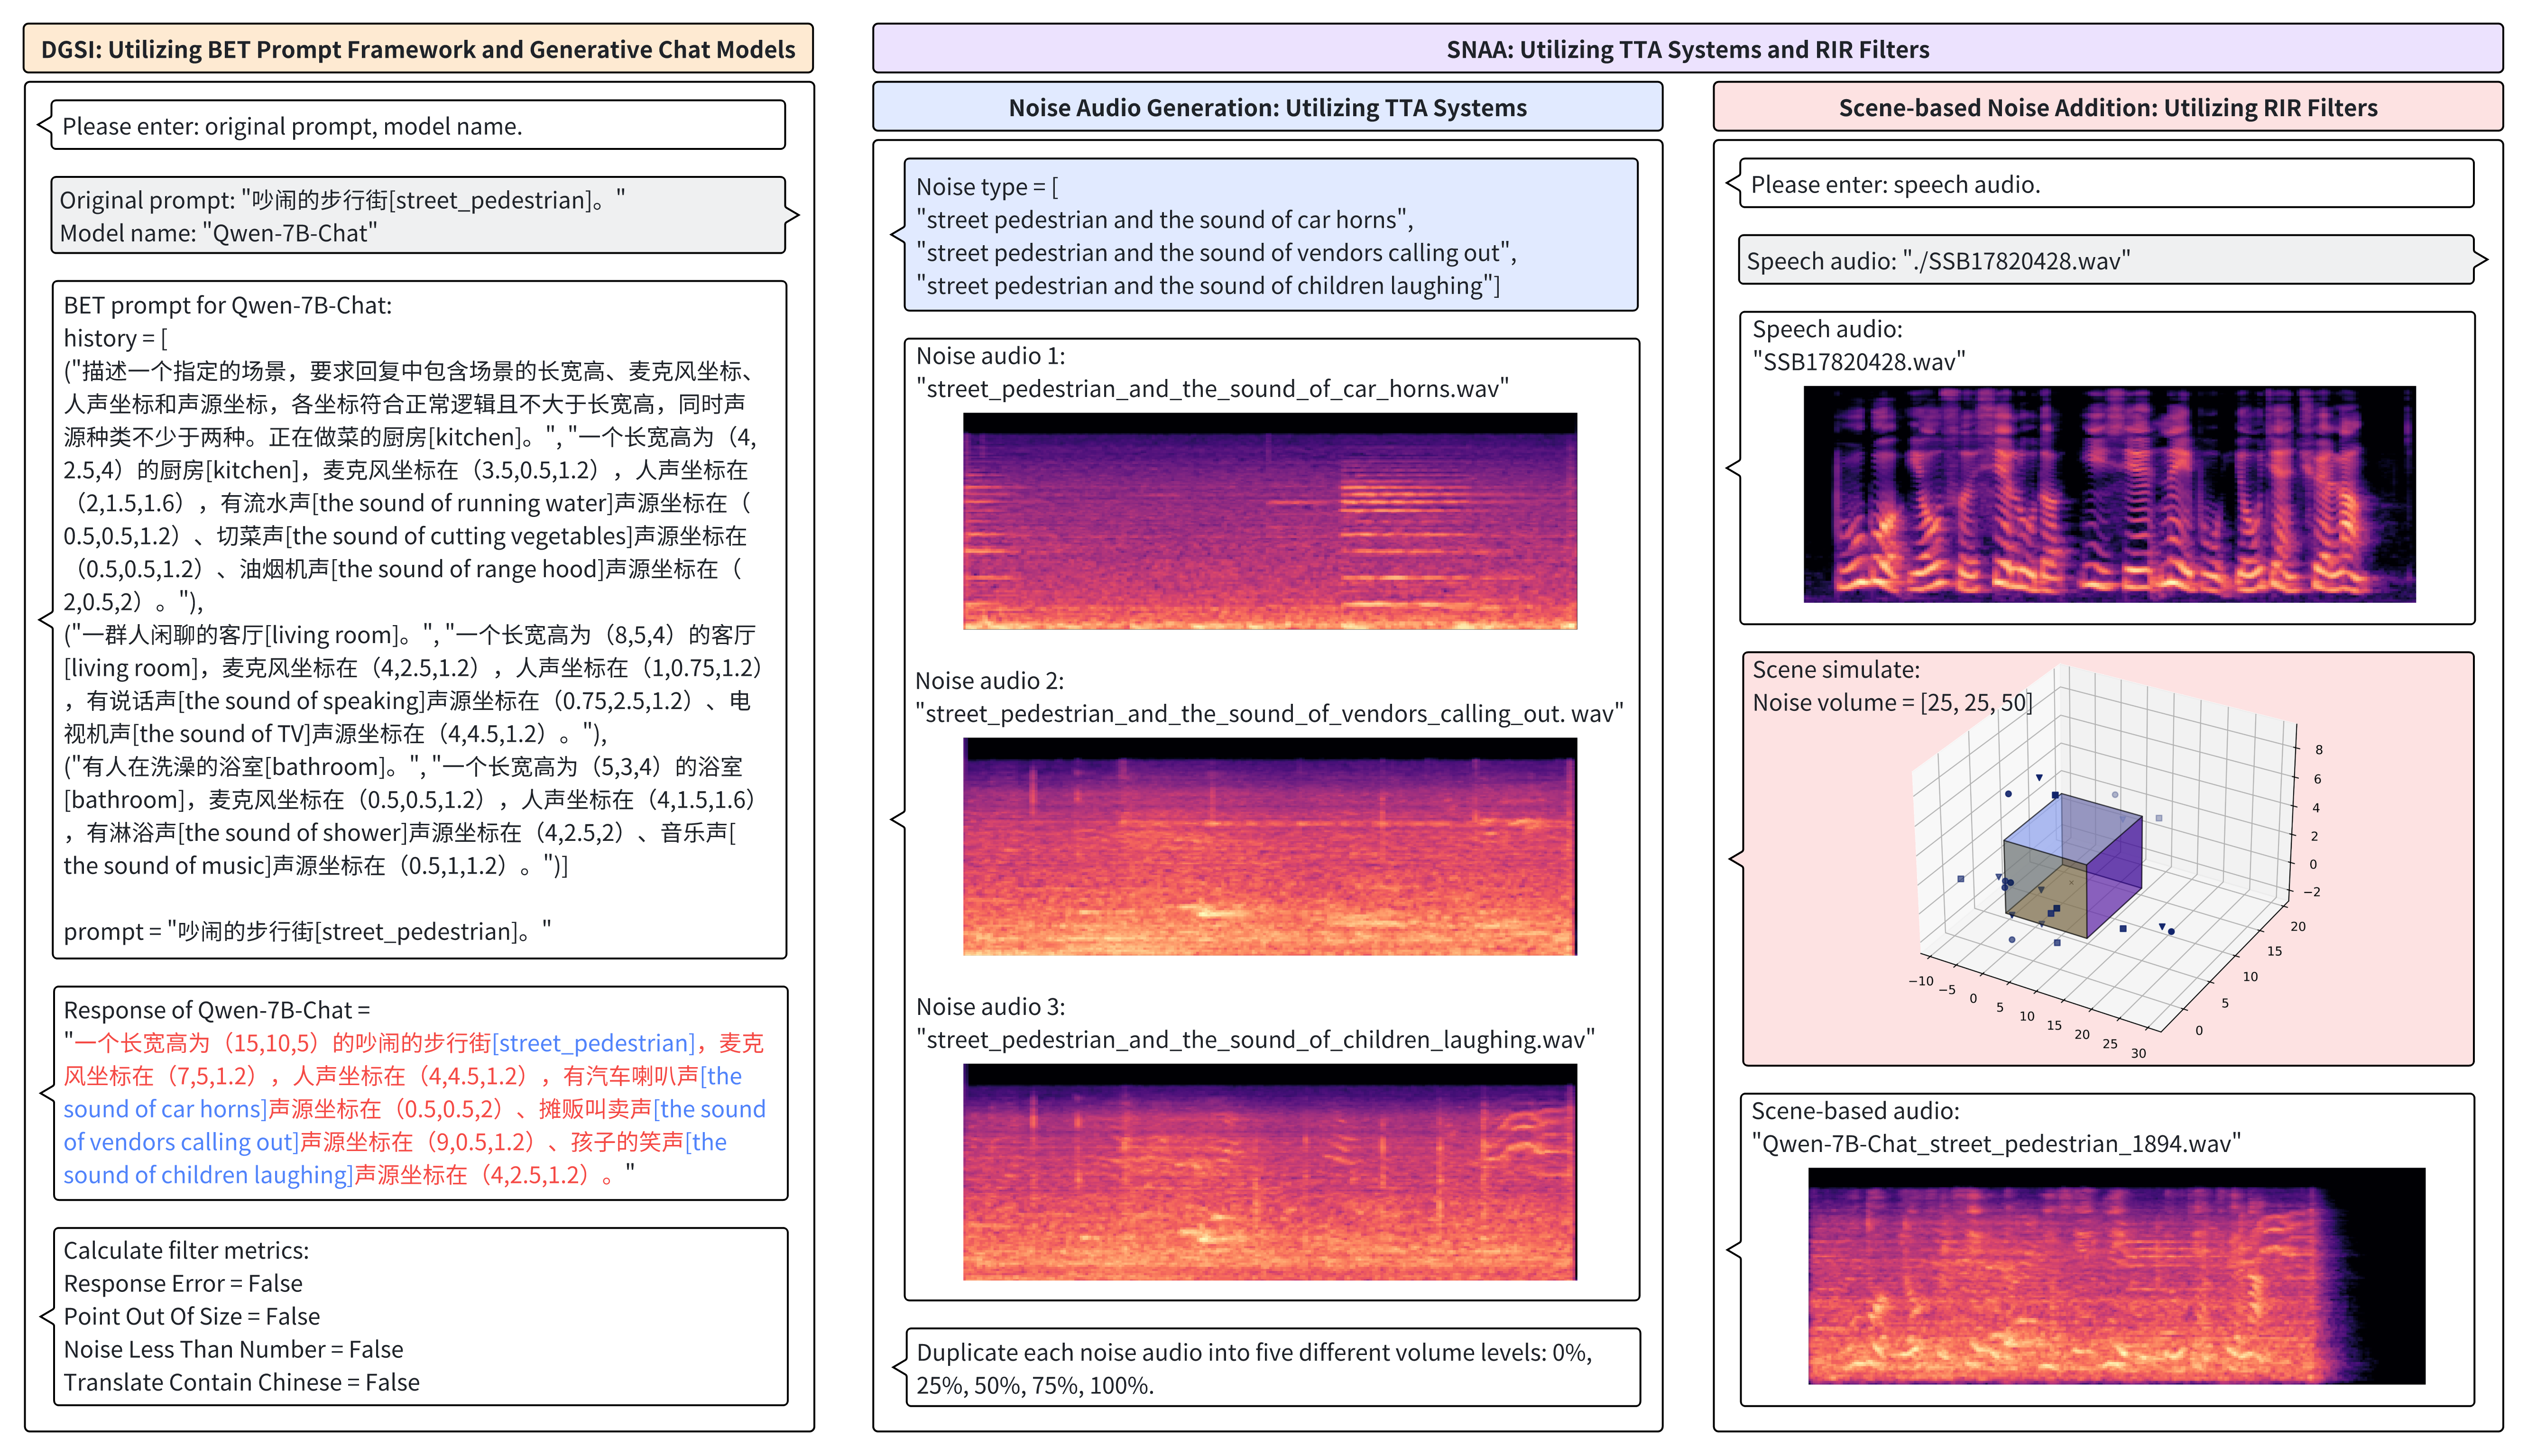 DGSI: Utilizing BET Prompt Framework and Generative Chat Models
Please enter: original prompt, model name.
Original prompt: "吵闹的步行街[street_pedestrian]。"
Model name: "Qwen-7B-Chat"
BET prompt for Qwen-7B-Chat:
history = [
("描述一个指定的场景，要求回复中包含场景的长宽高、麦克风坐标、
人声坐标和声源坐标，各坐标符合正常逻辑且不大于长宽高，同时声
源种类不少于两种。正在做菜的厨房[kitchen]。", "一个长宽高为（4,
2.5,4）的厨房[kitchen]，麦克风坐标在（3.5,0.5,1.2），人声坐标在
（2,1.5,1.6），有流水声[the sound of running water]声源坐标在（
0.5,0.5,1.2）、切菜声[the sound of cutting vegetables]声源坐标在
（0.5,0.5,1.2）、油烟机声[the sound of range hood]声源坐标在（
2,0.5,2）。"),
("一群人闲聊的客厅[living room]。", "一个长宽高为（8,5,4）的客厅
[living room]，麦克风坐标在（4,2.5,1.2），人声坐标在（1,0.75,1.2）
，有说话声[the sound of speaking]声源坐标在（0.75,2.5,1.2）、电
视机声[the sound of TV]声源坐标在（4,4.5,1.2）。"),
("有人在洗澡的浴室[bathroom]。", "一个长宽高为（5,3,4）的浴室
[bathroom]，麦克风坐标在（0.5,0.5,1.2），人声坐标在（4,1.5,1.6）
，有淋浴声[the sound of shower]声源坐标在（4,2.5,2）、音乐声[
the sound of music]声源坐标在（0.5,1,1.2）。")]
prompt = "吵闹的步行街[street_pedestrian]。"
Response of Qwen-7B-Chat =
"一个长宽高为（15,10,5）的吵闹的步行街[street_pedestrian]，麦克
风坐标在（7,5,1.2），人声坐标在（4,4.5,1.2），有汽车喇叭声[the
sound of car horns]声源坐标在（0.5,0.5,2）、摊贩叫卖声[the sound
of vendors calling out]声源坐标在（9,0.5,1.2）、孩子的笑声[the
sound of children laughing]声源坐标在（4,2.5,1.2）。"
Calculate filter metrics:
Response Error = False
Point Out Of Size = False
Noise Less Than Number = False
Translate Contain Chinese = False
SNAA: Utilizing TTA Systems and RIR Filters
Noise Audio Generation: Utilizing TTA Systems
Noise type = [
"street pedestrian and the sound of car horns",
"street pedestrian and the sound of vendors calling out",
"street pedestrian and the sound of children laughing"]
Noise audio 1:
"street_pedestrian_and_the_sound_of_car_horns.wav"
Noise audio 2:
"street_pedestrian_and_the_sound_of_vendors_calling_out. wav"
Noise audio 3:
"street_pedestrian_and_the_sound_of_children_laughing.wav"
Duplicate each noise audio into five different volume levels: 0%,
25%, 50%, 75%, 100%.
Scene-based Noise Addition: Utilizing RIR Filters
Please enter: speech audio.
Speech audio: "./SSB17820428.wav"
Speech audio:
"SSB17820428.wav"
Scene simulate:
Noise volume = [25, 25, 50]
8
6
4
2
0
−2
20
15
10
5
0
−10
−5
0
5
10
15
20
25
30
Scene-based audio:
"Qwen-7B-Chat_street_pedestrian_1894.wav"